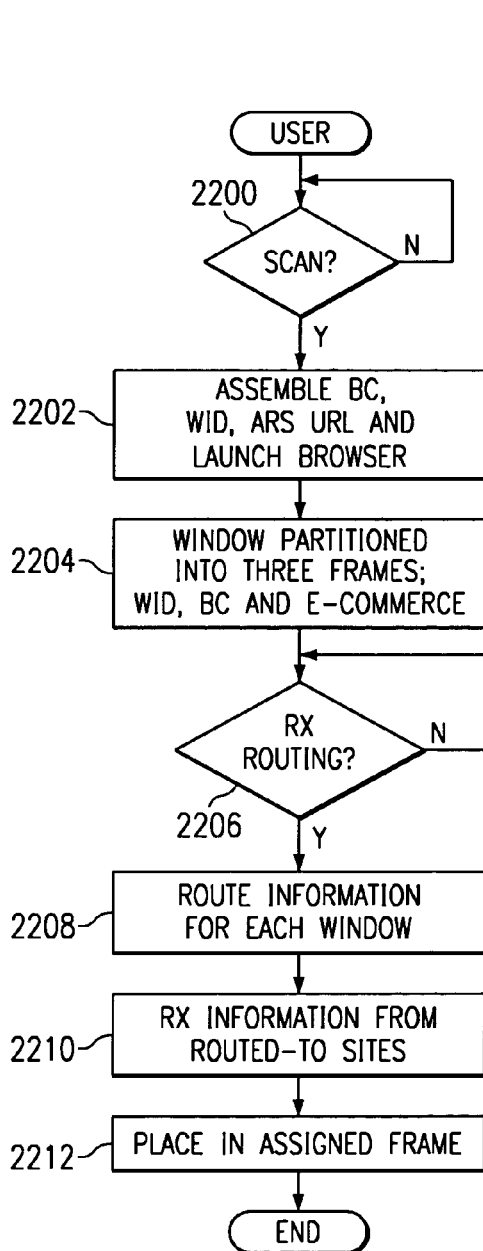 USER
2200
SCAN?
N
Y
2202
ASSEMBLE BC,
WID, ARS URL AND
LAUNCH BROWSER
2204
WINDOW PARTITIONED
INTO THREE FRAMES;
WID, BC AND E-COMMERCE
RX
ROUTING?
N
2206
Y
2208
ROUTE INFORMATION
FOR EACH WINDOW
2210
RX INFORMATION FROM
ROUTED-TO SITES
2212
PLACE IN ASSIGNED FRAME
END